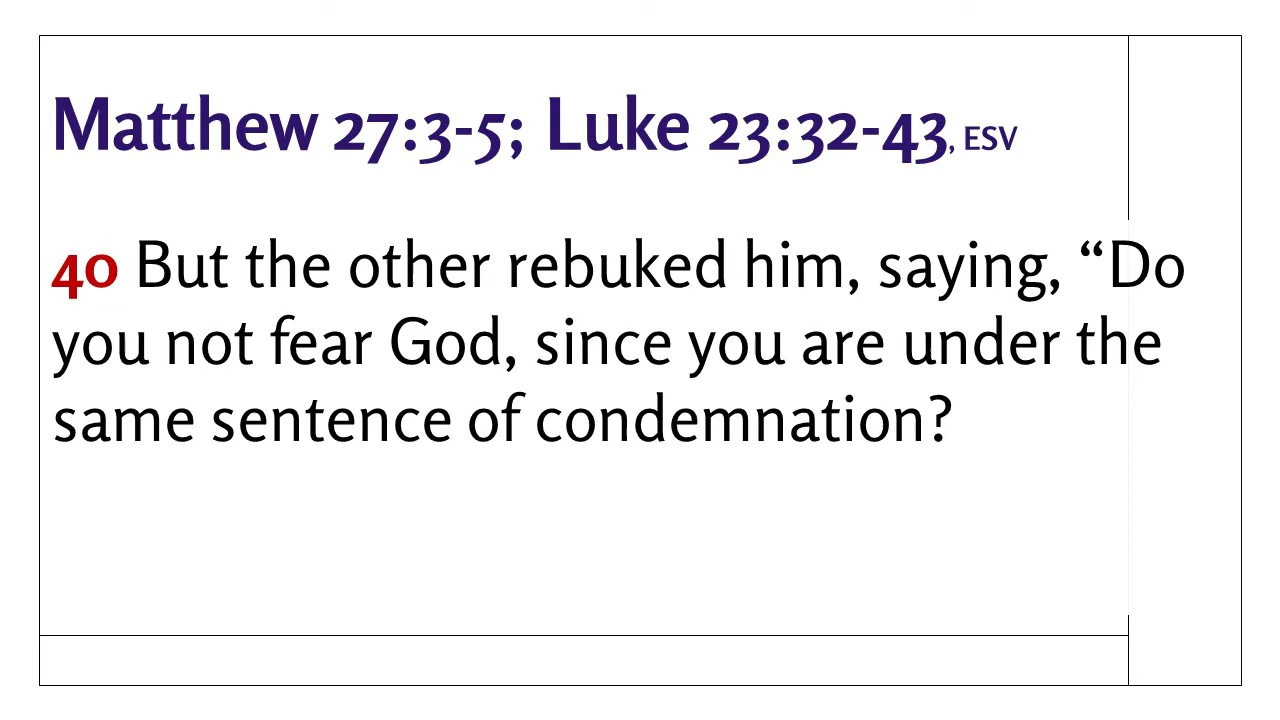 Matthew 27:3-5; Luke 23:32-43, ESV
40 But the other rebuked him, saying, “Do
you not fear God, since you are under the
same sentence of condemnation?